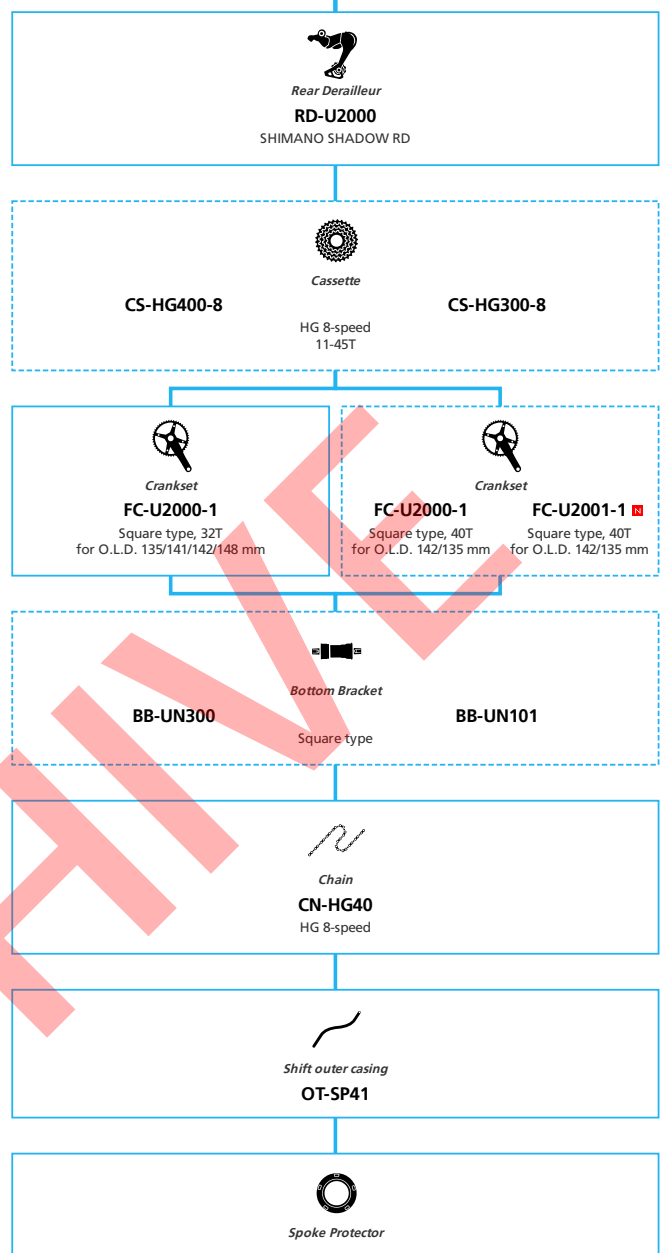 Rear Derailleur
RD-U2000
SHIMANO SHADOW RD
Cassette
CS-HG400-8
CS-HG300-8
HG 8-speed
11-45T
Crankset
FC-U2000-1
Square type, 32T
for O.L.D. 135/141/142/148 mm
Crankset
FC-U2000-1
Square type, 40T
for O.L.D. 142/135 mm
FC-U2001-1 N
Square type, 40T
for O.L.D. 142/135 mm
Bottom Bracket
BB-UN300
BB-UN101
Square type
Chain
CN-HG40
HG 8-speed
Shift outer casing
OT-SP41
Spoke Protector
HIVE